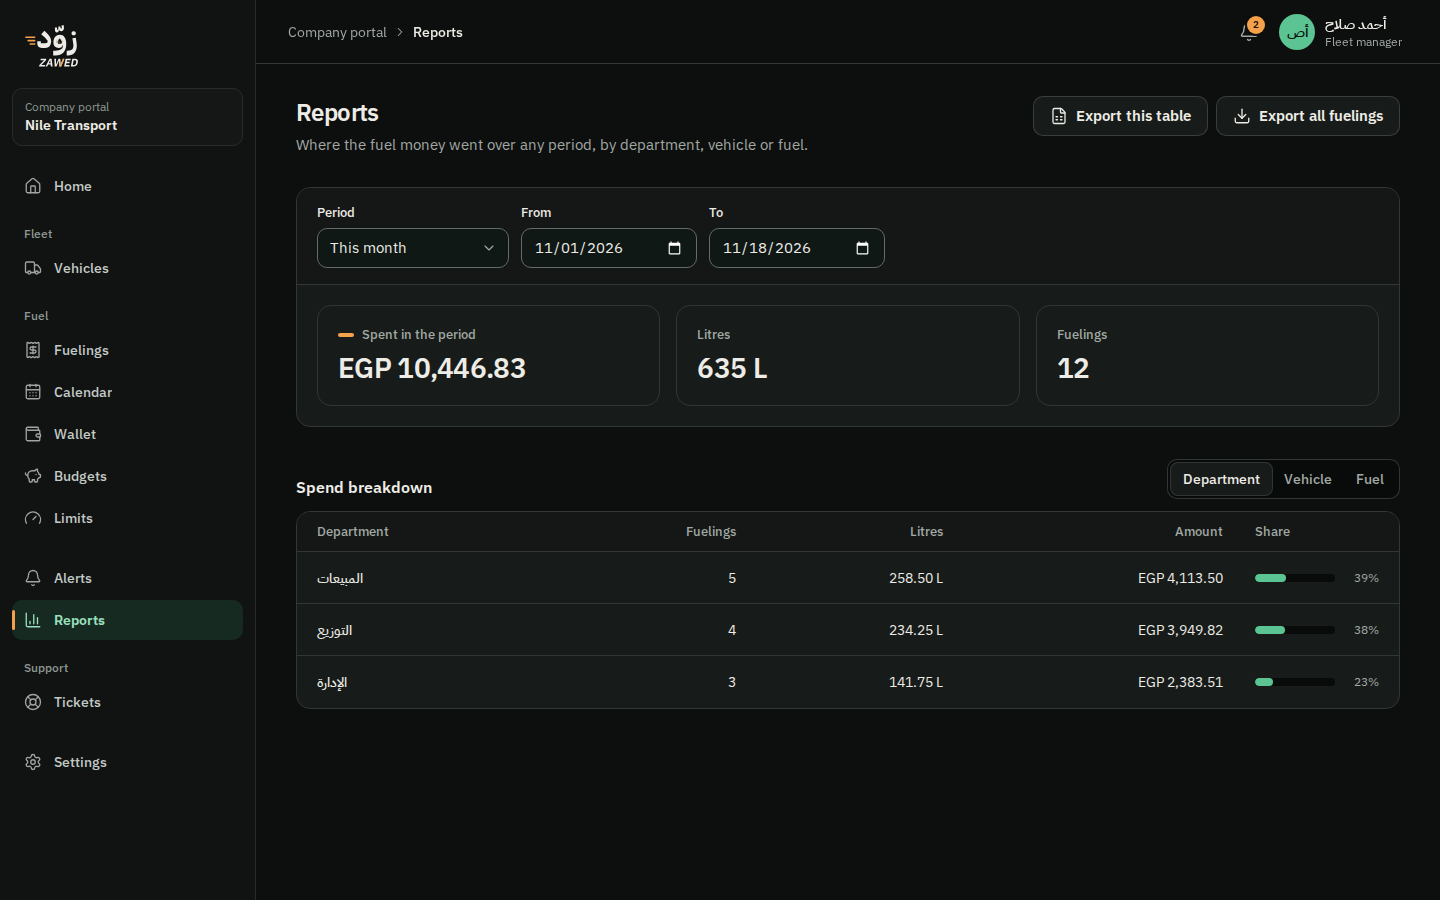 زوّد
ZAWED
Company portal
Nile Transport
Home
Fleet
Vehicles
Fuel
Fuelings
Calendar
Wallet
Budgets
Limits
Alerts
Reports
Support
Tickets
Settings
Company portal > Reports
2
أص
أحمد صلاح
Fleet manager
Reports
Where the fuel money went over any period, by department, vehicle or fuel.
Export this table
Export all fuelings
Period From To
This month 11/01/2026 11/18/2026
Spent in the period Litres Fuelings
EGP 10,446.83 635 L 12
Spend breakdown
Department Vehicle Fuel
Department Fuelings Litres Amount Share
المبيعات 5 258.50 L EGP 4,113.50 39%
التوزيع 4 234.25 L EGP 3,949.82 38%
الإدارة 3 141.75 L EGP 2,383.51 23%